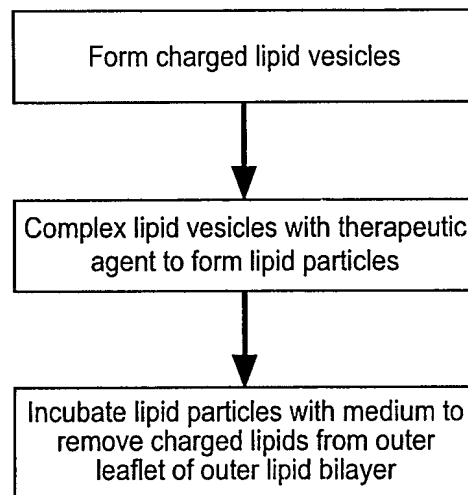 Form charged lipid vesicles
Complex lipid vesicles with therapeutic
agent to form lipid particles
Incubate lipid particles with medium to
remove charged lipids from outer
leaflet of outer lipid bilayer